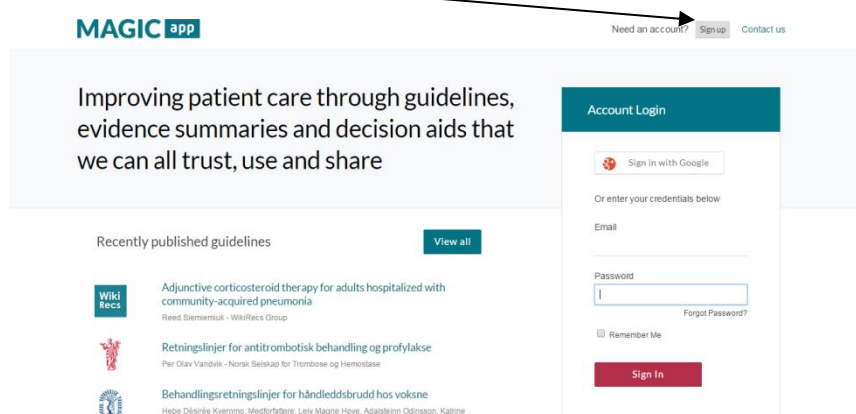 MAGIC app
Need an account? Sign up Contact us
Improving patient care through guidelines,
evidence summaries and decision aids that
we can all trust, use and share
Account Login
Sign in with Google
Or enter your credentials below
Email
Password
Forgot Password?
Remember Me
Sign In
Recently published guidelines
View all
Wiki
Recs
Adjunctive corticosteroid therapy for adults hospitalized with
community-acquired pneumonia
Reed Siemieniuk - WikiRecs Group
Retningslinjer for antitrombotisk behandling og profylakse
Per Olav Vandvik - Norsk Selskap for Trombose og Hemostase
Behandlingsretningslinjer for håndleddsbrudd hos voksne
Hebe Désirée Kvernmo, Medforfattere: Leiv Magne Hove, Adalsteinn Odinsson, Katrine